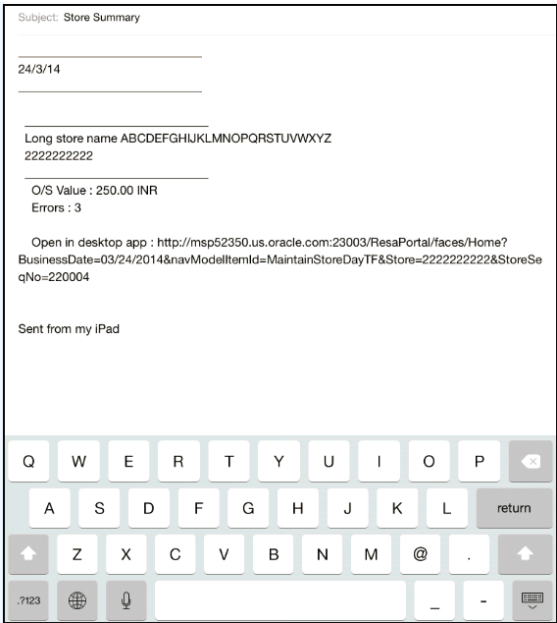 Subject: Store Summary
24/3/14
Long store name ABCDEFGHIJKLMNOPQRSTUVWXYZ
2222222222
O/S Value : 250.00 INR
Errors : 3
Open in desktop app : http://msp52350.us.oracle.com:23003/ResaPortal/faces/Home?
BusinessDate=03/24/2014&navModelItemId=MaintainStoreDayTF&Store=2222222222&StoreSe
qNo=220004
Sent from my iPad
Q W E R T Y U I O P
A S D F G H J K L return
Z X C V B N M @ .
.?123 _ -